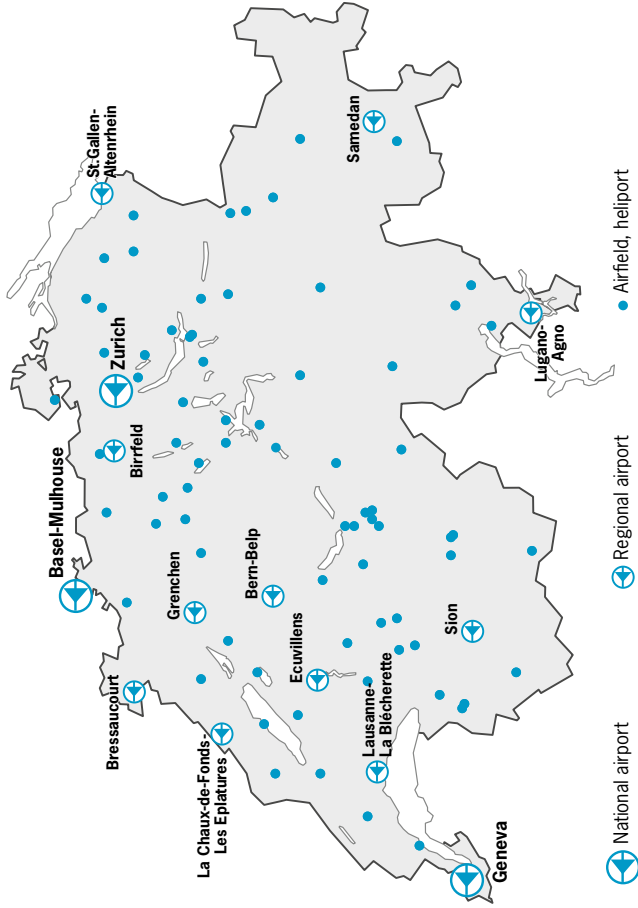 Basel-Mulhouse
Zurich
St.Gallen-
Altenrhein
Bressaucourt
Grenchen
Birrfeld
La Chaux-de-Fonds-
Les Eplatures
Bern-Belp
Ecuvillens
Samedan
Lausanne-
La Blécherette
Sion
Geneva
Lugano-
Agno
National airport
Regional airport
Airfield, heliport